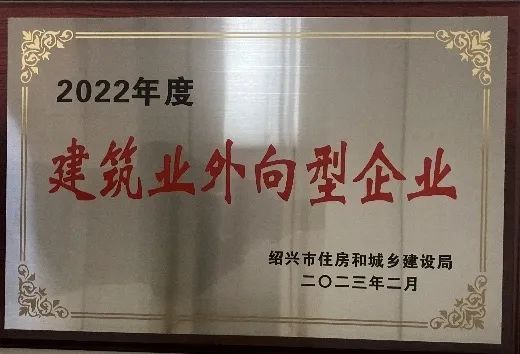 2022年度
建筑业外向型企业
绍兴市住房和城乡建设局
二〇二三年二月